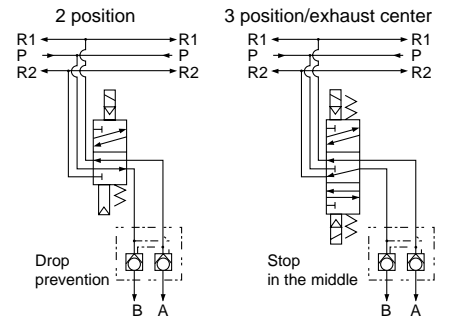 2 position
R1 R1
P P
R2 R2
Drop
prevention
B A
3 position/exhaust center
R1 R1
P P
R2 R2
Stop
in the middle
B A